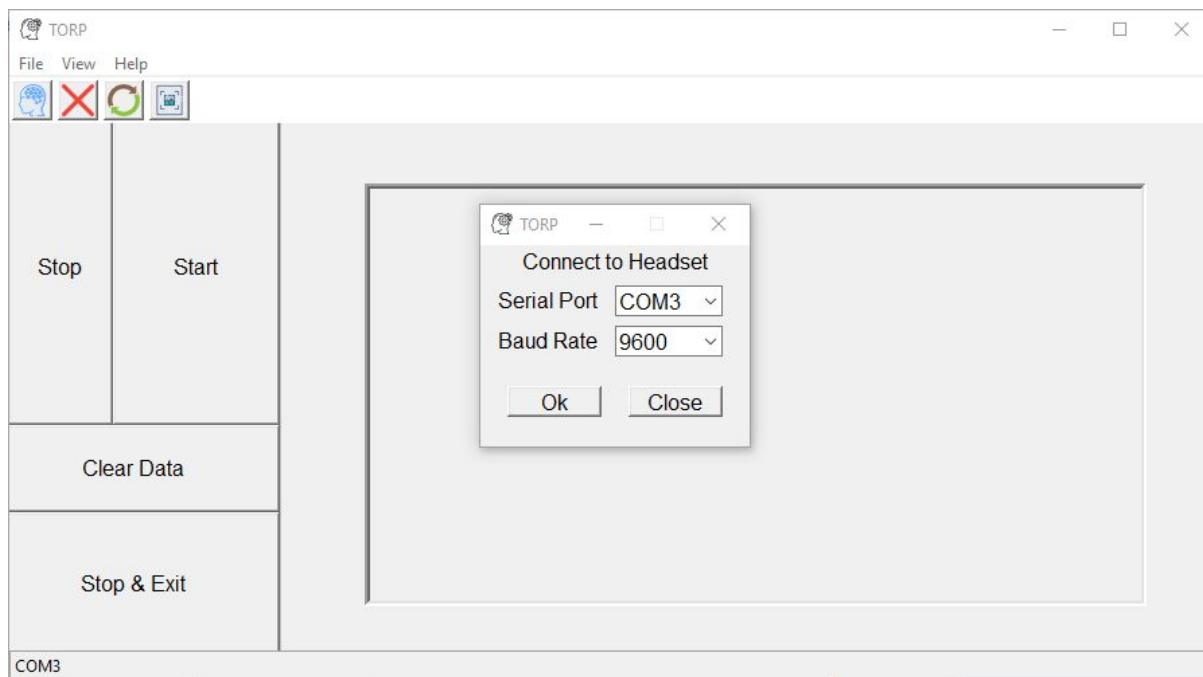 TORP
File View Help
TORP
Connect to Headset
Serial Port COM3
Baud Rate 9600
Ok Close
Stop Start
Clear Data
Stop & Exit
COM3